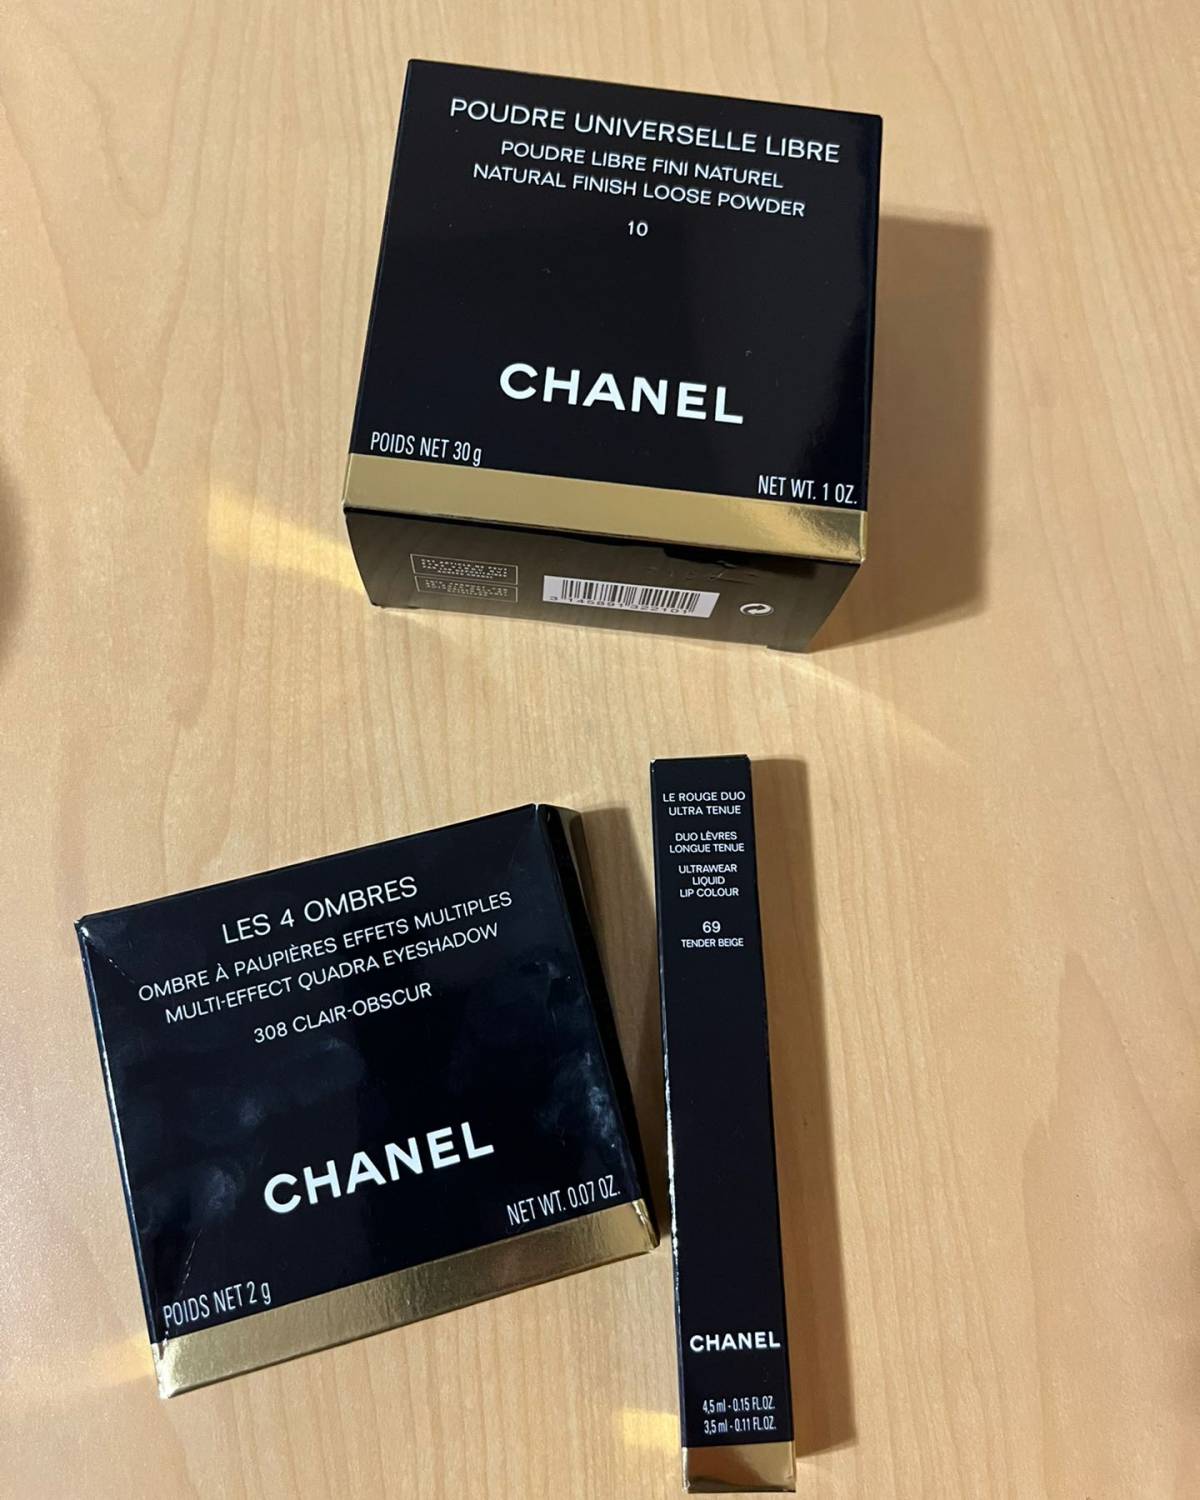 POUDRE UNIVERSELLE LIBRE
POUDRE LIBRE FINI NATUREL
NATURAL FINISH LOOSE POWDER
10
CHANEL
POIDS NET 30 g
NET WT. 1 OZ.
3 145891 322101
LES 4 OMBRES
OMBRE À PAUPIÈRES EFFETS MULTIPLES
MULTI-EFFECT QUADRA EYESHADOW
308 CLAIR-OBSCUR
CHANEL
NET WT. 0.07 OZ.
POIDS NET 2 g
LE ROUGE DUO
ULTRA TENUE
DUO LÈVRES
LONGUE TENUE
ULTRAWEAR
LIQUID
LIP COLOUR
69
TENDER BEIGE
CHANEL
4,5 ml - 0.15 FL.OZ.
3,5 ml - 0.11 FL.OZ.